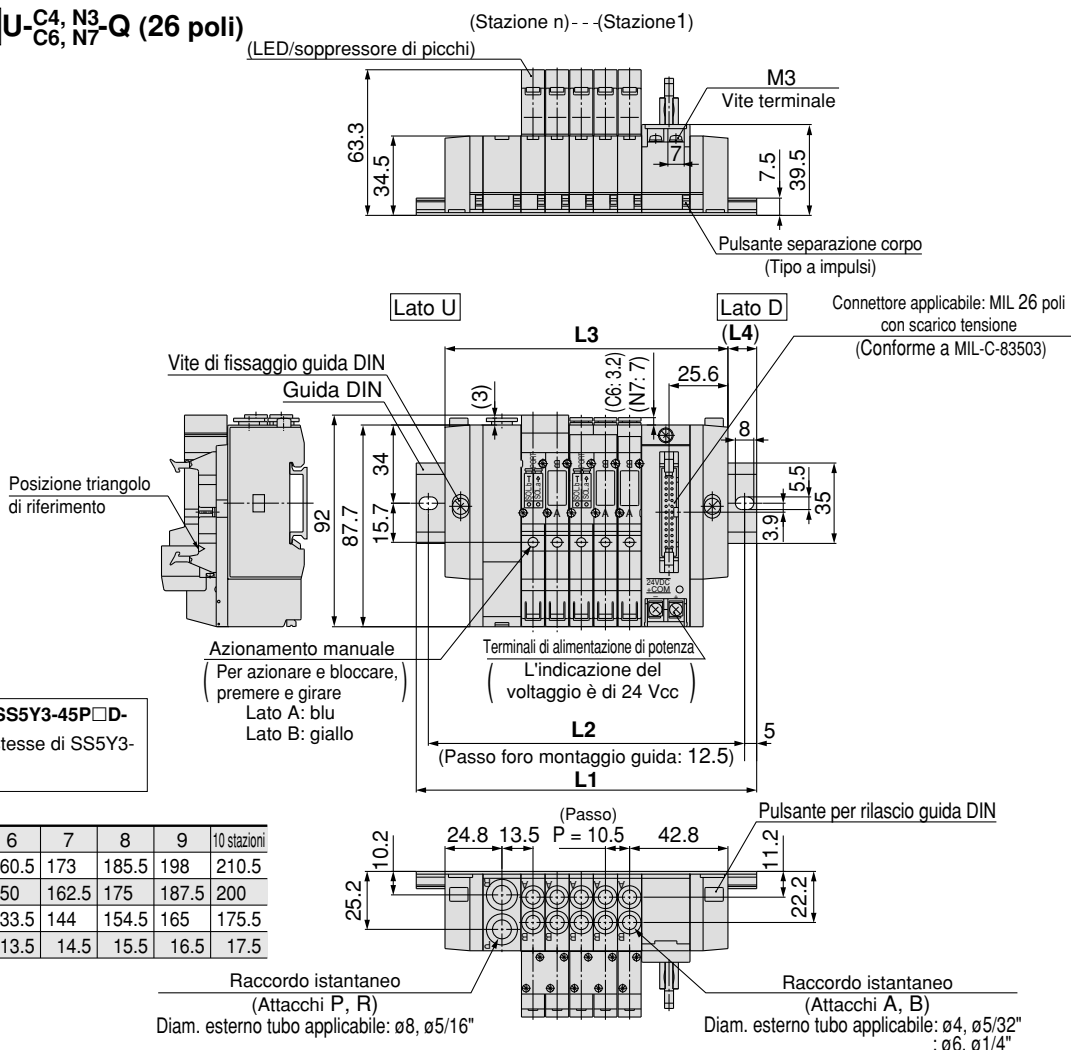 U-C4, N3-Q (26 poli)
C6, N7
(Stazione n)---(Stazione1)
(LED/soppressore di picchi)
M3
Vite terminale
63.3
34.5
7
7.5
39.5
Pulsante separazione corpo
(Tipo a impulsi)
Lato U
Lato D
Connettore applicabile: MIL 26 poli
con scarico tensione
(Conforme a MIL-C-83503)
L3
(L4)
Vite di fissaggio guida DIN
Guida DIN
(3)
(C6: 3.2)
(N7: 7)
25.6
8
Posizione triangolo
di riferimento
92
87.7
34
15.7
5.5
3.9
35
24VDC
+COM
Azionamento manuale
(Per azionare e bloccare,
premere e girare)
Lato A: blu
Lato B: giallo
Terminali di alimentazione di potenza
(L'indicazione del
voltaggio è di 24 Vcc)
L2
5
(Passo foro montaggio guida: 12.5)
L1
SS5Y3-45P□D-
tesse di SS5Y3-
6 7 8 9 10 stazioni
60.5 173 185.5 198 210.5
50 162.5 175 187.5 200
33.5 144 154.5 165 175.5
13.5 14.5 15.5 16.5 17.5
(Passo)
24.8 13.5 P = 10.5 42.8
Pulsante per rilascio guida DIN
10.2
25.2
11.2
22.2
Raccordo istantaneo
(Attacchi P, R)
Diam. esterno tubo applicabile: ø8, ø5/16"
Raccordo istantaneo
(Attacchi A, B)
Diam. esterno tubo applicabile: ø4, ø5/32"
: ø6, ø1/4"